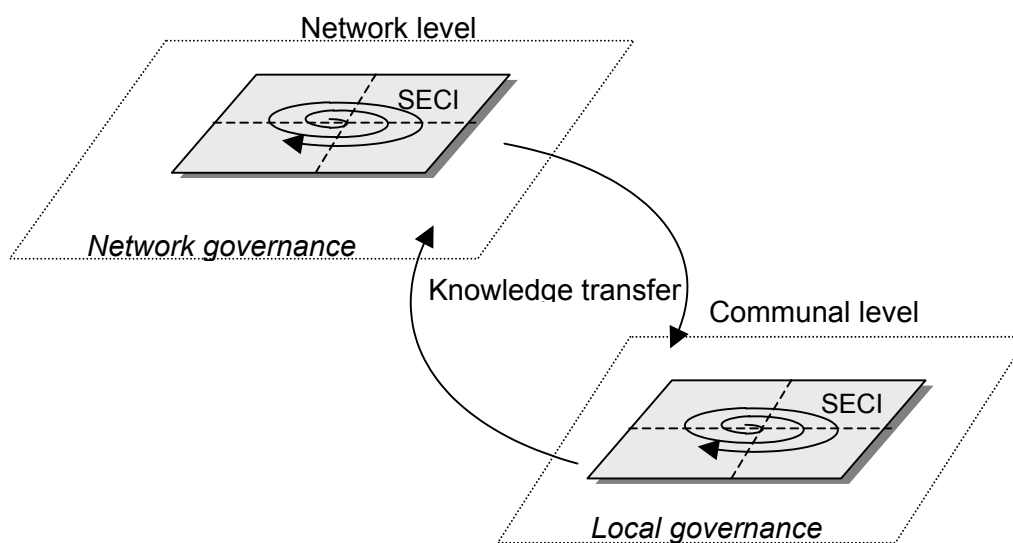 Network level
SECI
Network governance
Knowledge transfer
Communal level
SECI
Local governance